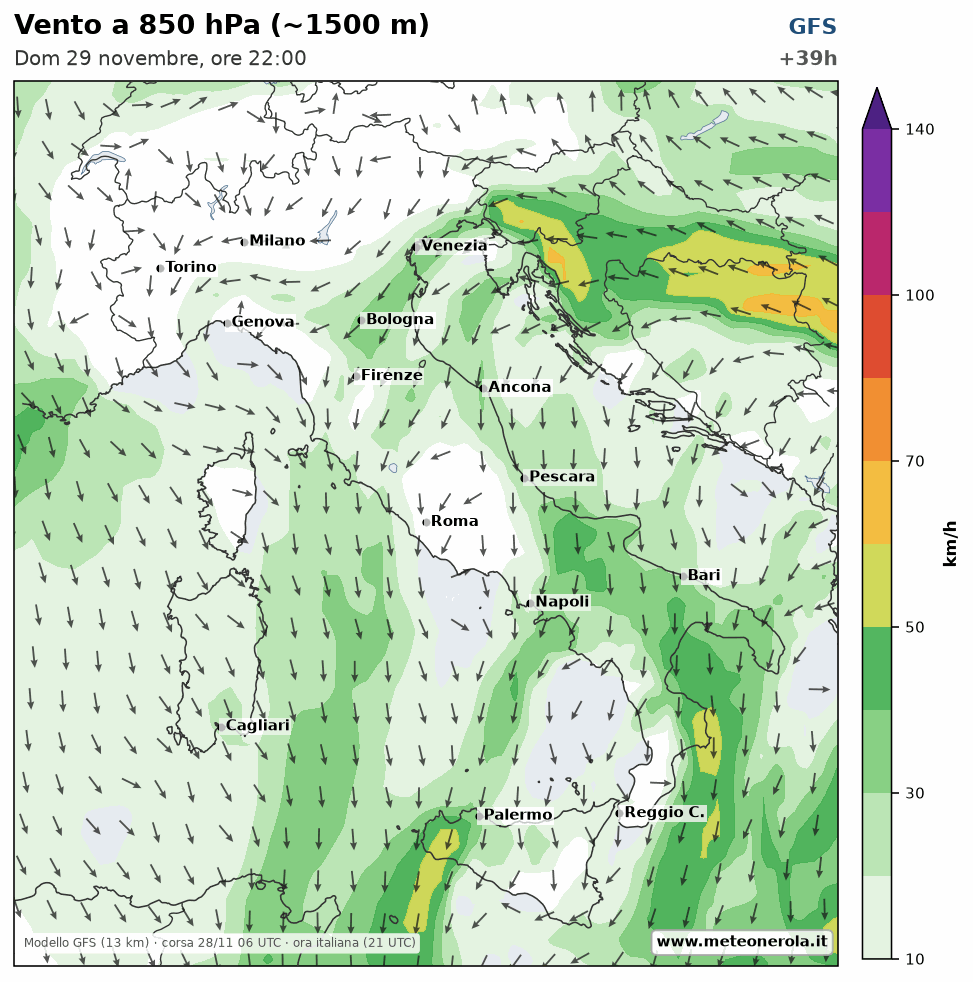 Vento a 850 hPa (~1500 m)
GFS
Dom 29 novembre, ore 22:00
+39h
140
Venezia
Milano
Torino
100
Genova
Bologna
Firenze
Ancona
70
Pescara
Roma
km/h
Bari
Napoli
50
Cagliari
30
Palermo
Reggio C.
Modello GFS (13 km) · corsa 28/11 06 UTC · ora italiana (21 UTC)
www.meteonerola.it
10